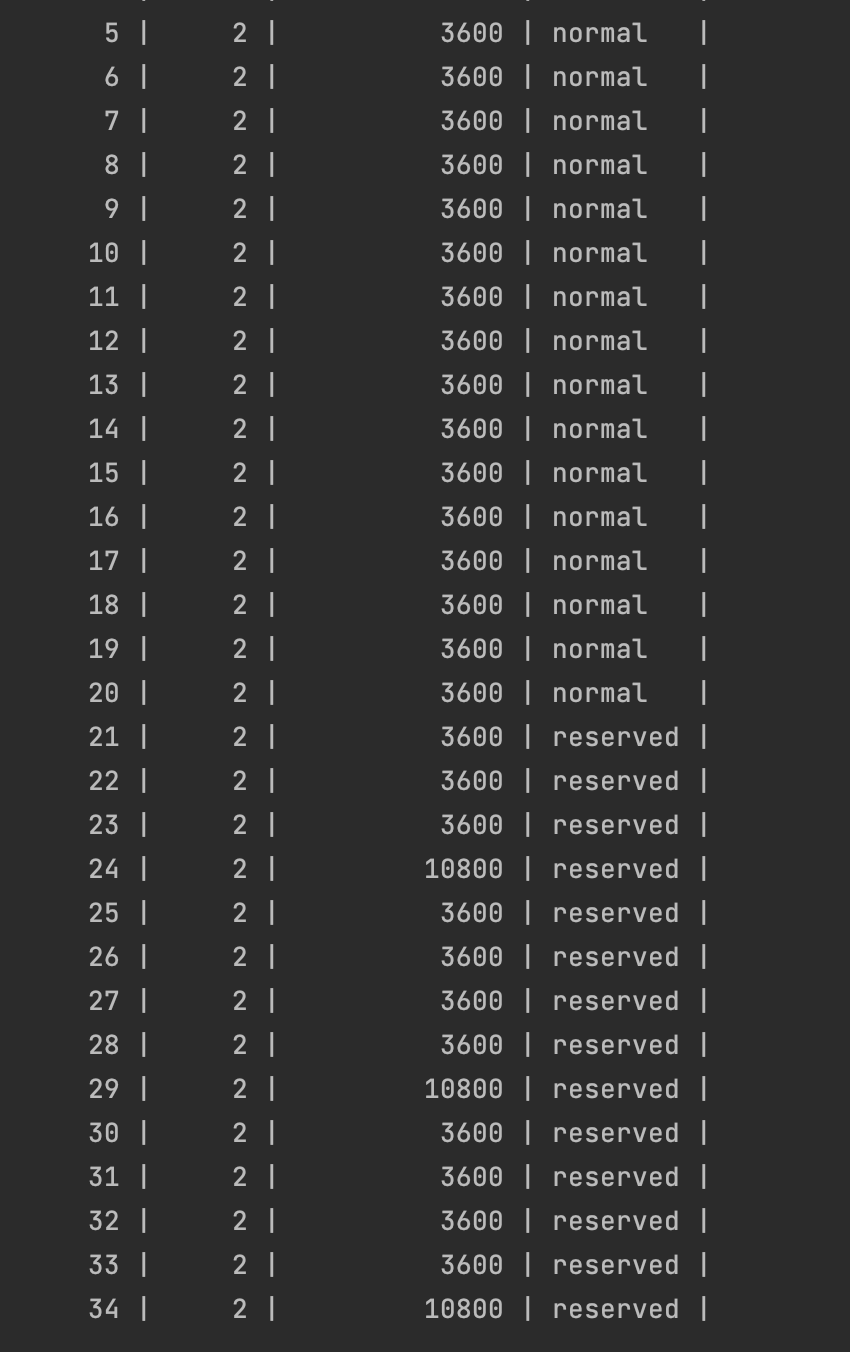 5 | 2 | 3600 | normal |
6 | 2 | 3600 | normal |
7 | 2 | 3600 | normal |
8 | 2 | 3600 | normal |
9 | 2 | 3600 | normal |
10 | 2 | 3600 | normal |
11 | 2 | 3600 | normal |
12 | 2 | 3600 | normal |
13 | 2 | 3600 | normal |
14 | 2 | 3600 | normal |
15 | 2 | 3600 | normal |
16 | 2 | 3600 | normal |
17 | 2 | 3600 | normal |
18 | 2 | 3600 | normal |
19 | 2 | 3600 | normal |
20 | 2 | 3600 | normal |
21 | 2 | 3600 | reserved |
22 | 2 | 3600 | reserved |
23 | 2 | 3600 | reserved |
24 | 2 | 10800 | reserved |
25 | 2 | 3600 | reserved |
26 | 2 | 3600 | reserved |
27 | 2 | 3600 | reserved |
28 | 2 | 3600 | reserved |
29 | 2 | 10800 | reserved |
30 | 2 | 3600 | reserved |
31 | 2 | 3600 | reserved |
32 | 2 | 3600 | reserved |
33 | 2 | 3600 | reserved |
34 | 2 | 10800 | reserved |